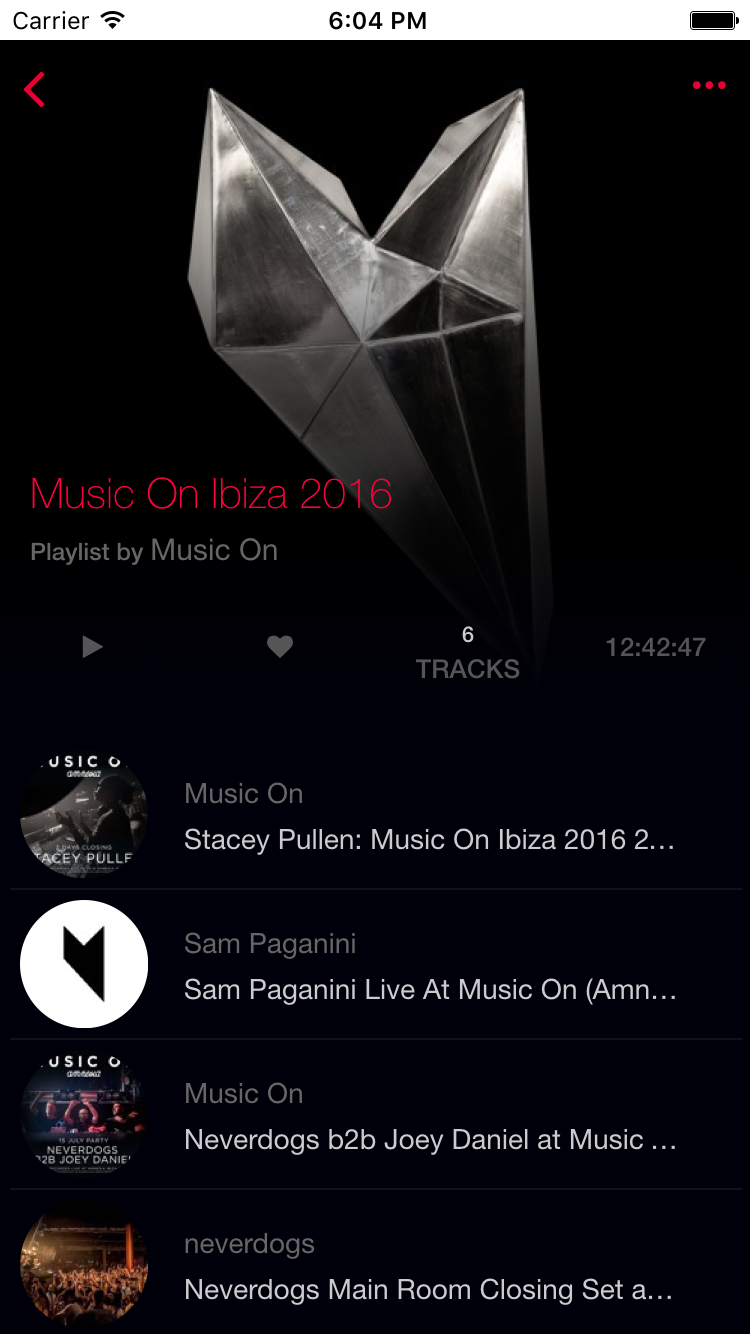 Carrier 6:04 PM
Music On Ibiza 2016
Playlist by Music On
6
TRACKS
12:42:47
USIC O
Music On
Stacey Pullen: Music On Ibiza 2016 2…
2 DAYS CLOSING
TACEY PULLE
Sam Paganini
Sam Paganini Live At Music On (Amn…
USIC O
Music On
Neverdogs b2b Joey Daniel at Music …
15 JULY PARTY
NEVERDOGS
B2B JOEY DANIEL
neverdogs
Neverdogs Main Room Closing Set a…